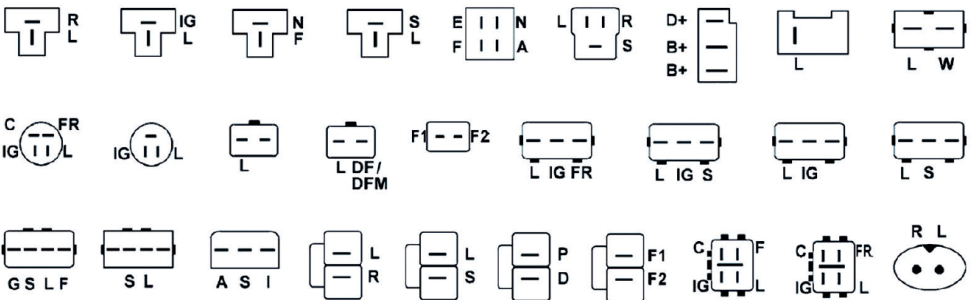 R
L
IG
L
N
F
S
L
E N
F A
L R
S
D+
B+
B+
L
L W
C FR
IG L
IG L
L
L DF/
DFM
F1 F2
L IG FR
L IG S
L IG
L S
G S L F
S L
A S I
L
R
L
S
P
D
F1
F2
C F
IG L
C FR
IG L
R L